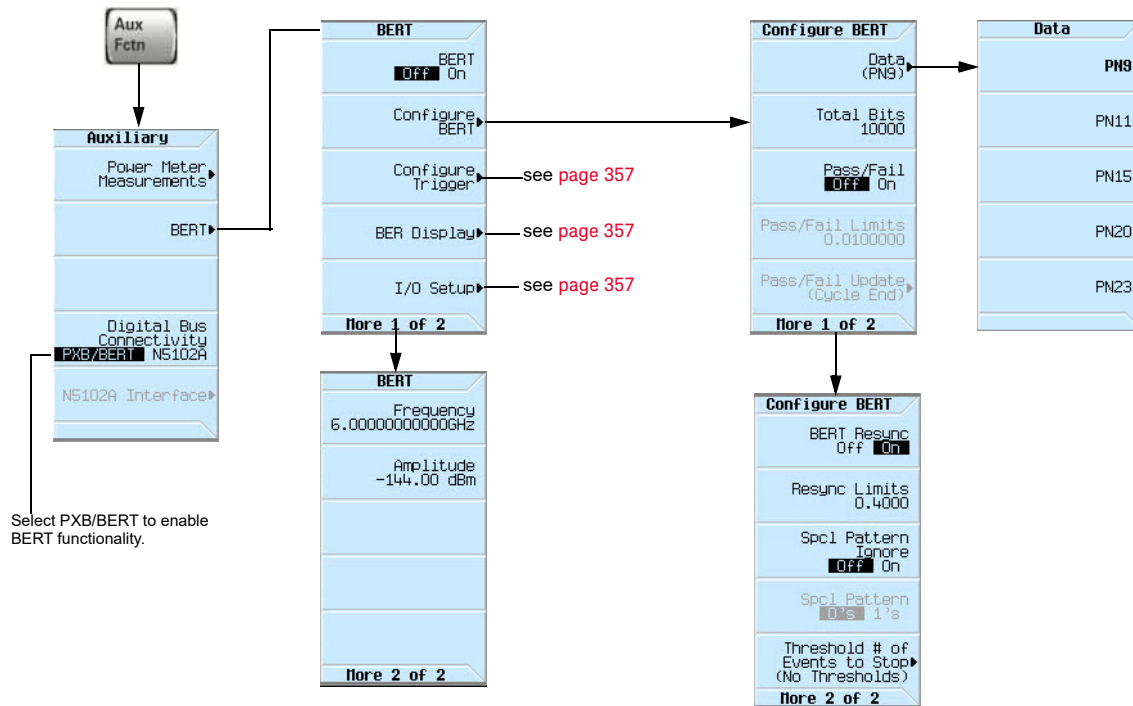 Aux
Fctn
Auxiliary
Power Meter
Measurements
BERT
Digital Bus
Connectivity
PXB/BERT N5102A
N5102A Interface
Select PXB/BERT to enable
BERT functionality.
BERT
BERT
Off On
Configure
BERT
Configure
Trigger
see page 357
BER Display
see page 357
I/O Setup
see page 357
More 1 of 2
BERT
Frequency
6.00000000000GHz
Amplitude
-144.00 dBm
More 2 of 2
Configure BERT
Data
(PN9)
Total Bits
10000
Pass/Fail
Off On
Pass/Fail Limits
0.0100000
Pass/Fail Update
(Cycle End)
More 1 of 2
Configure BERT
BERT Resync
Off On
Resync Limits
0.4000
Spcl Pattern
Ignore
Off On
Spcl Pattern
0's 1's
Threshold # of
Events to Stop
(No Thresholds)
More 2 of 2
Data
PN9
PN11
PN15
PN20
PN23